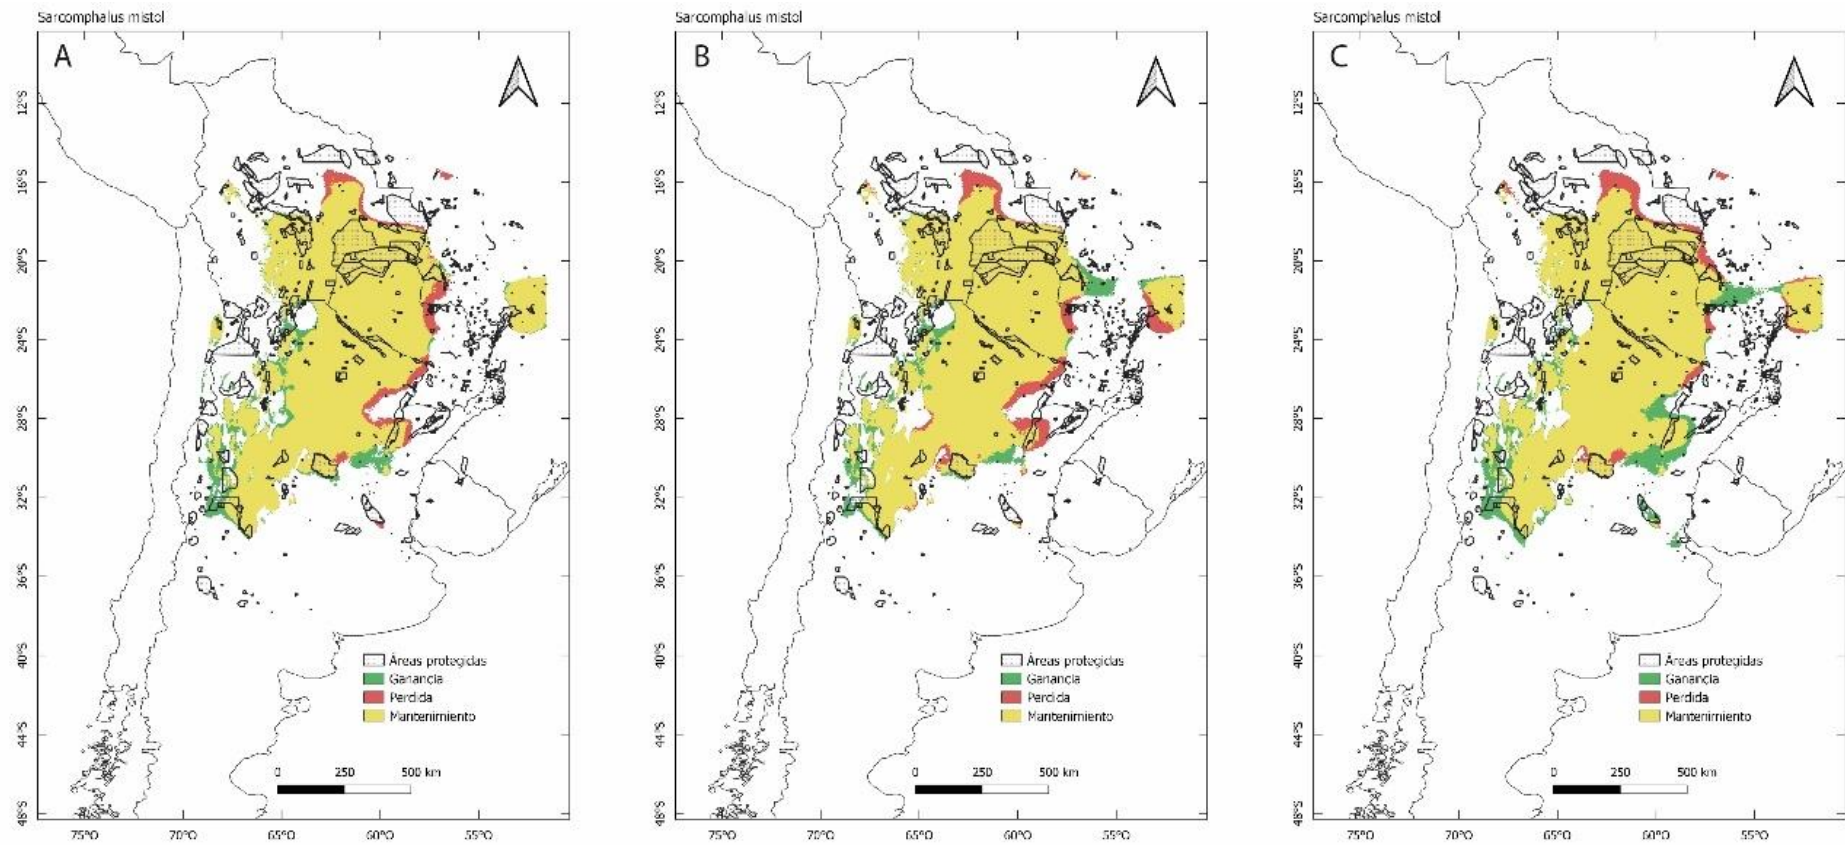 Sarcomphalus mistol
A
12°S
16°S
20°S
24°S
28°S
32°S
36°S
40°S
44°S
48°S
Áreas protegidas
Ganancia
Perdida
Mantenimiento
0 250 500 km
75°O 70°O 65°O 60°O 55°O
Sarcomphalus mistol
B
12°S
16°S
20°S
24°S
28°S
32°S
36°S
40°S
44°S
48°S
Áreas protegidas
Ganancia
Perdida
Mantenimiento
0 250 500 km
75°O 70°O 65°O 60°O 55°O
Sarcomphalus mistol
C
12°S
16°S
20°S
24°S
28°S
32°S
36°S
40°S
44°S
48°S
Áreas protegidas
Ganancia
Perdida
Mantenimiento
0 250 500 km
75°O 70°O 65°O 60°O 55°O